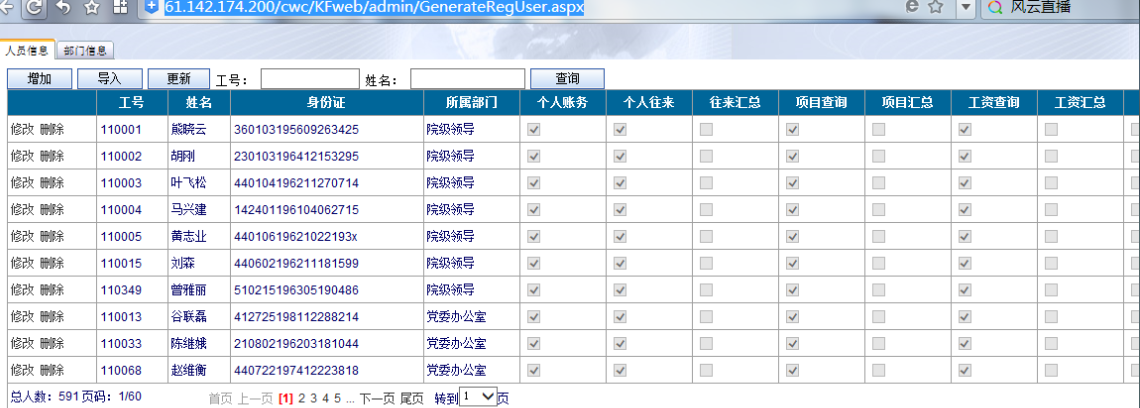 61.142.174.200/cwc/KFweb/admin/GenerateRegUser.aspx 风云直播
人员信息 部门信息
增加 导入 更新 工号: 姓名: 查询
工号 姓名 身份证 所属部门 个人账务 个人往来 往来汇总 项目查询 项目汇总 工资查询 工资汇总
修改 删除 110001 熊晓云 360103195609263425 院级领导
修改 删除 110002 胡刚 230103196412153295 院级领导
修改 删除 110003 叶飞松 440104196211270714 院级领导
修改 删除 110004 马兴建 142401196104062715 院级领导
修改 删除 110005 黄志业 44010619621022193x 院级领导
修改 删除 110015 刘森 440602196211181599 院级领导
修改 删除 110349 曾雅丽 510215196305190486 院级领导
修改 删除 110013 谷联磊 412725198112288214 党委办公室
修改 删除 110033 陈维娥 210802196203181044 党委办公室
修改 删除 110068 赵维衡 440722197412223818 党委办公室
总人数: 591 页码: 1/60 首页 上一页 [1] 2 3 4 5 ... 下一页 尾页 转到 1 页